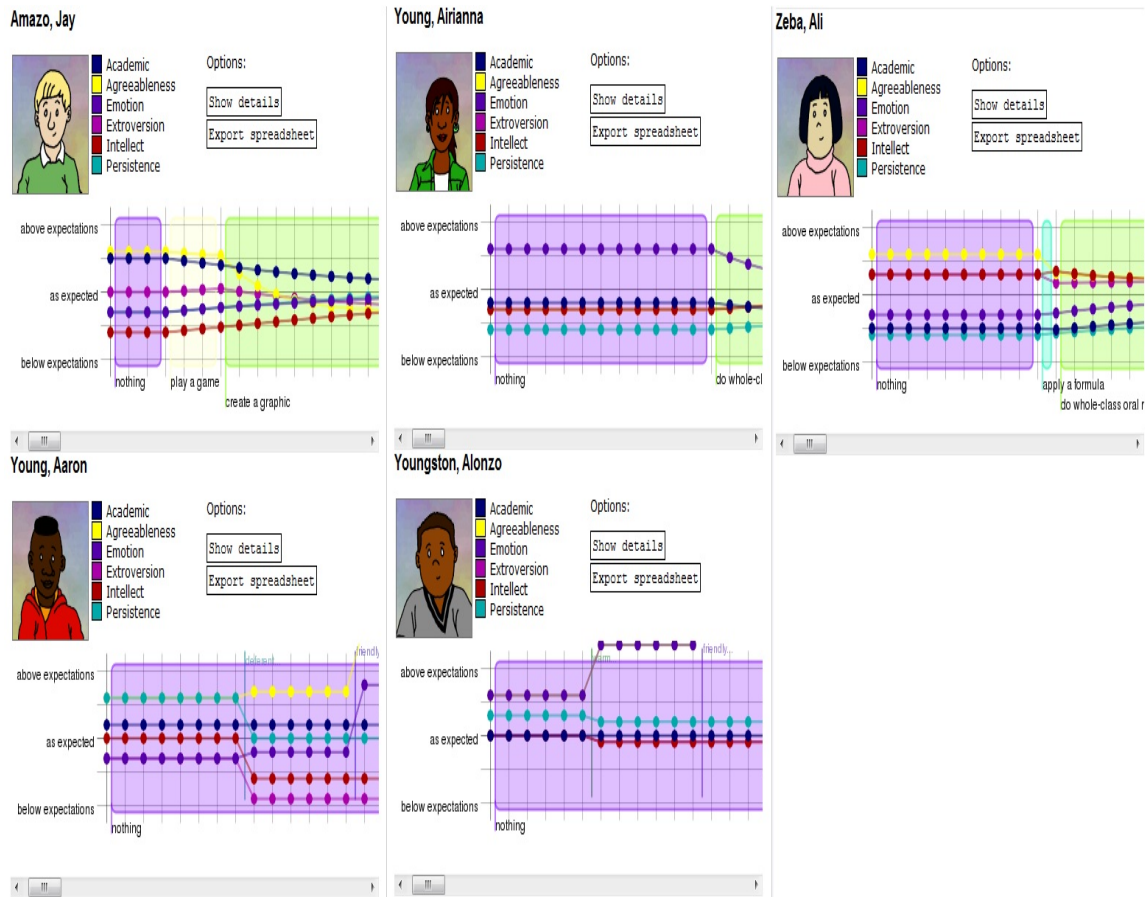 Amazo, Jay
Academic
Agreeableness
Emotion
Extroversion
Intellect
Persistence
Options:
Show details
Export spreadsheet
above expectations
as expected
below expectations
nothing
play a game
create a graphic
Young, Airianna
Academic
Agreeableness
Emotion
Extroversion
Intellect
Persistence
Options:
Show details
Export spreadsheet
above expectations
as expected
below expectations
nothing
do whole-cl
Zeba, Ali
Academic
Agreeableness
Emotion
Extroversion
Intellect
Persistence
Options:
Show details
Export spreadsheet
above expectations
as expected
below expectations
nothing
apply a formula
do whole-class oral r
Young, Aaron
Academic
Agreeableness
Emotion
Extroversion
Intellect
Persistence
Options:
Show details
Export spreadsheet
friendly
deferent
above expectations
as expected
below expectations
nothing
Youngston, Alonzo
Academic
Agreeableness
Emotion
Extroversion
Intellect
Persistence
Options:
Show details
Export spreadsheet
friendly...
above expectations
as expected
below expectations
nothing